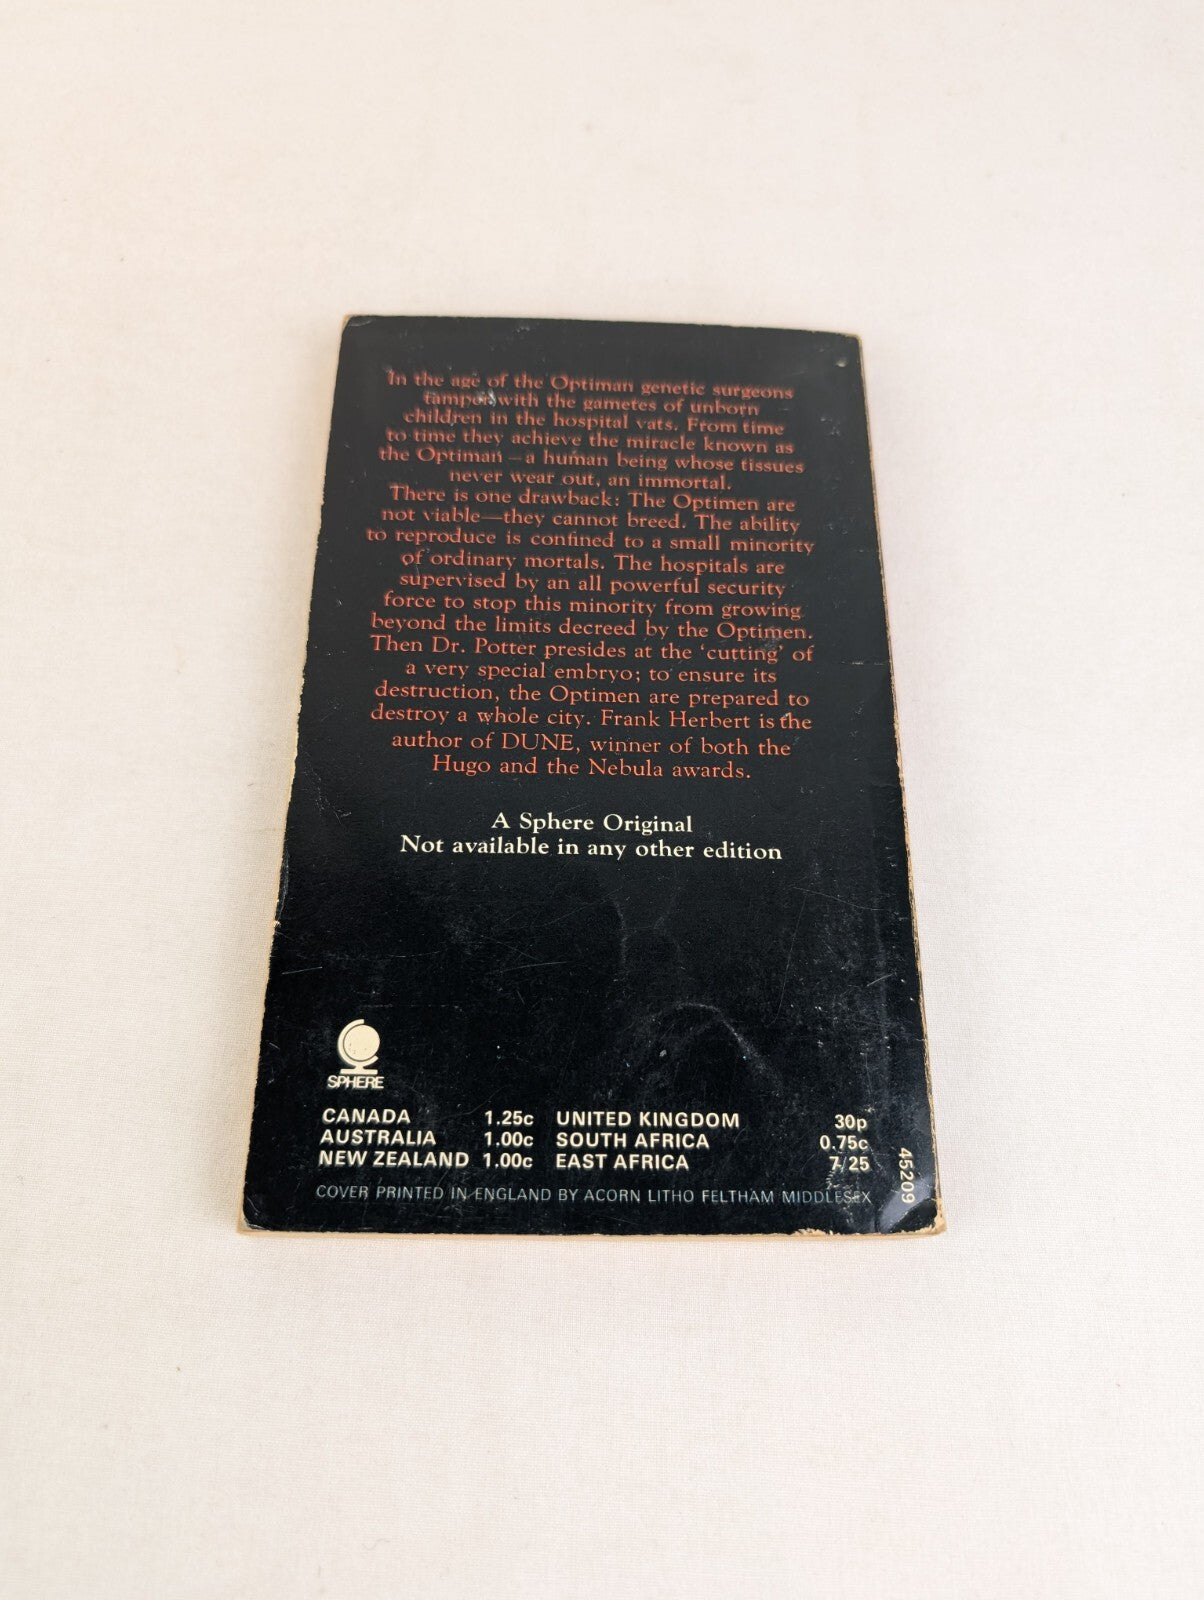 In the age of the Optiman genetic surgeons
tamper with the gametes of unborn
children in the hospital vats. From time
to time they achieve the miracle known as
the Optiman – a human being whose tissues
never wear out, an immortal.
There is one drawback: The Optimen are
not viable—they cannot breed. The ability
to reproduce is confined to a small minority
of ordinary mortals. The hospitals are
supervised by an all powerful security
force to stop this minority from growing
beyond the limits decreed by the Optimen.
Then Dr. Potter presides at the ‘cutting’ of
a very special embryo; to ensure its
destruction, the Optimen are prepared to
destroy a whole city. Frank Herbert is the
author of DUNE, winner of both the
Hugo and the Nebula awards.
A Sphere Original
Not available in any other edition
SPHERE
CANADA 1.25c UNITED KINGDOM 30p
AUSTRALIA 1.00c SOUTH AFRICA 0.75c
NEW ZEALAND 1.00c EAST AFRICA 7/25
45209
COVER PRINTED IN ENGLAND BY ACORN LITHO FELTHAM MIDDLESEX